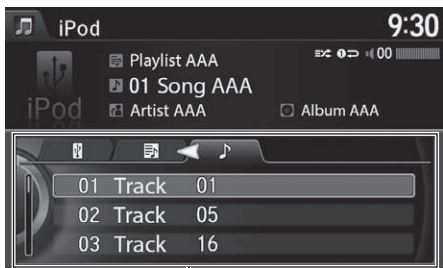 iPod 9:30
Playlist AAA
01 Song AAA 00
iPod Artist AAA Album AAA
01 Track 01
02 Track 05
03 Track 16